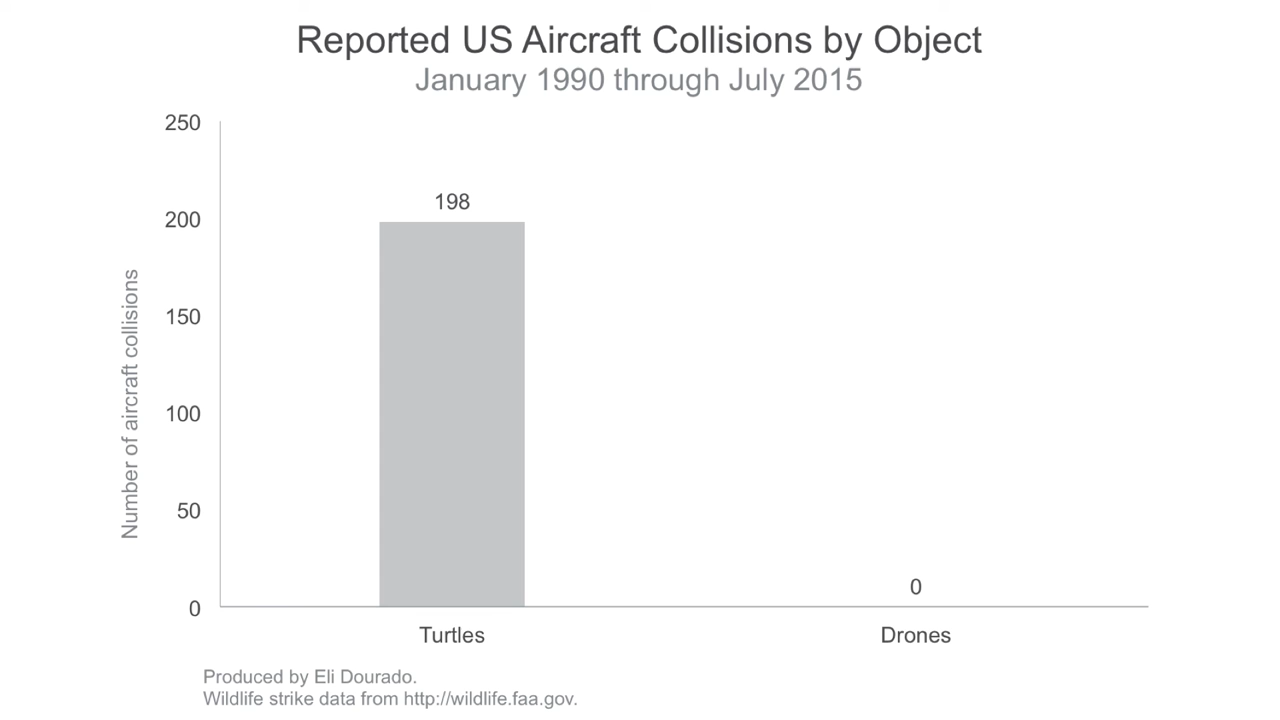 Reported US Aircraft Collisions by Object
January 1990 through July 2015
250
198
200
150
100
50
0
0
Number of aircraft collisions
Turtles
Drones
Produced by Eli Dourado.
Wildlife strike data from http://wildlife.faa.gov.